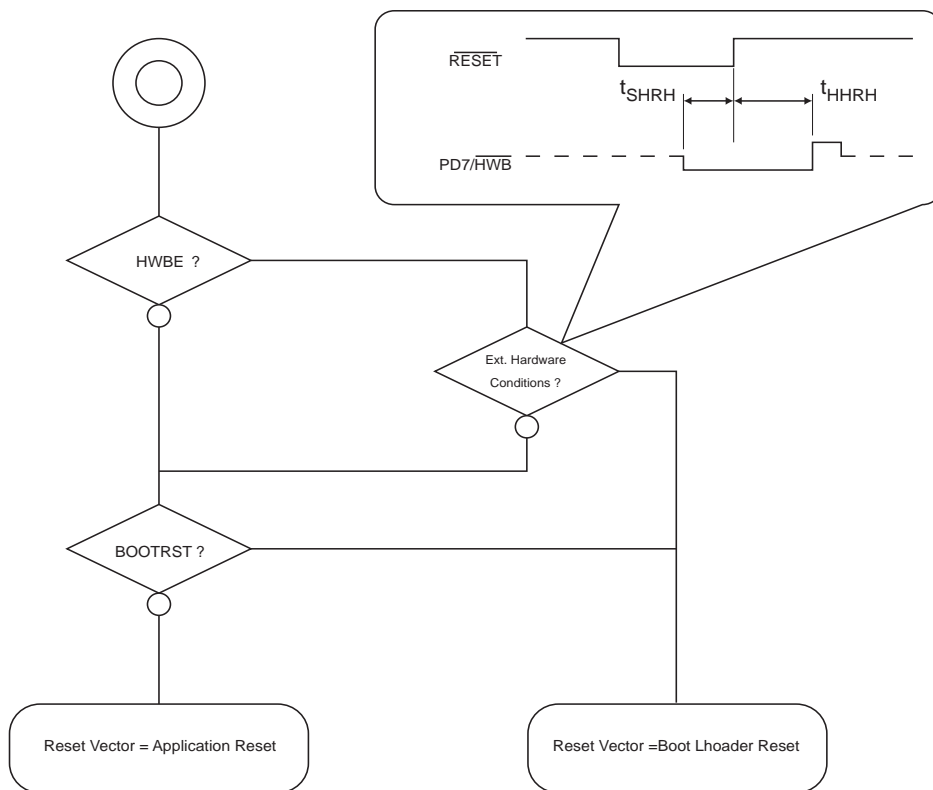 RESET
tSHRH
tHHRH
PD7/HWB
HWBE ?
Ext. Hardware
Conditions ?
BOOTRST ?
Reset Vector = Application Reset
Reset Vector =Boot Lhoader Reset